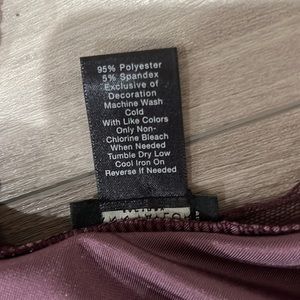 95% Polyester
5% Spandex
Exclusive of
Decoration
Machine Wash
Cold
With Like Colors
Only Non-
Chlorine Bleach
When Needed
Tumble Dry Low
Cool Iron On
Reverse If Needed